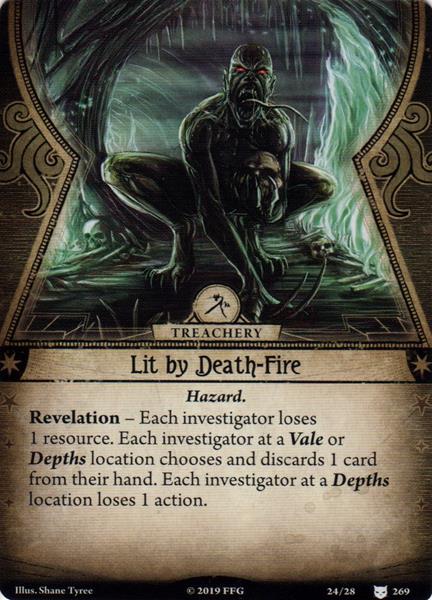 TREACHERY
Lit by Death-Fire
Hazard.
Revelation – Each investigator loses
1 resource. Each investigator at a Vale or
Depths location chooses and discards 1 card
from their hand. Each investigator at a Depths
location loses 1 action.
Illus. Shane Tyree © 2019 FFG 24/28 269